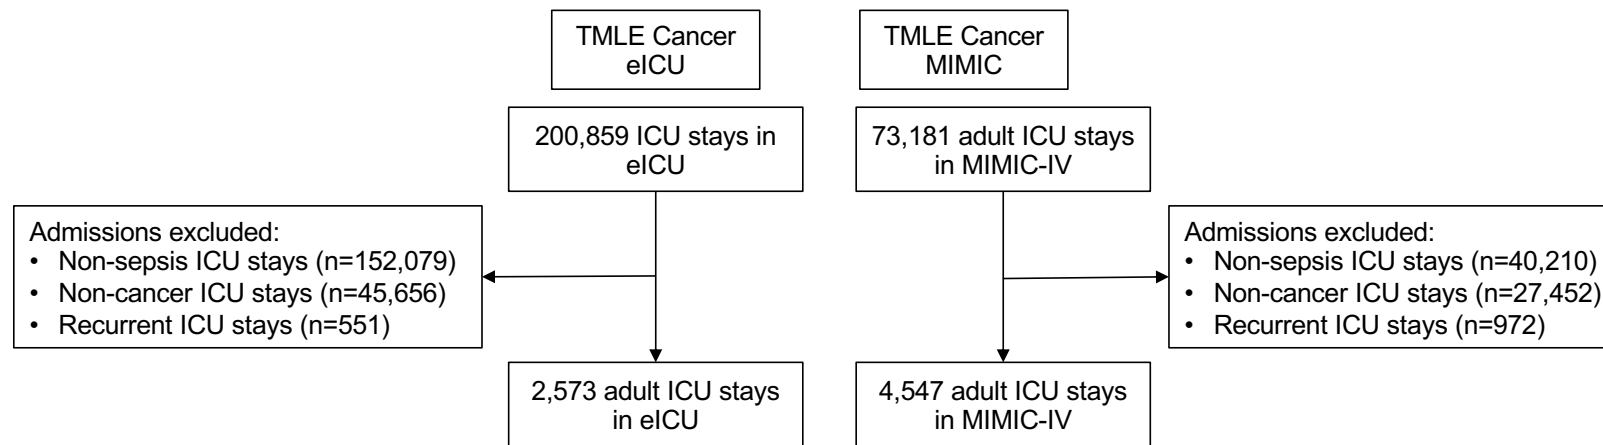 TMLE Cancer
eICU
TMLE Cancer
MIMIC
200,859 ICU stays in
eICU
73,181 adult ICU stays
in MIMIC-IV
Admissions excluded:
• Non-sepsis ICU stays (n=152,079)
• Non-cancer ICU stays (n=45,656)
• Recurrent ICU stays (n=551)
Admissions excluded:
• Non-sepsis ICU stays (n=40,210)
• Non-cancer ICU stays (n=27,452)
• Recurrent ICU stays (n=972)
2,573 adult ICU stays
in eICU
4,547 adult ICU stays
in MIMIC-IV